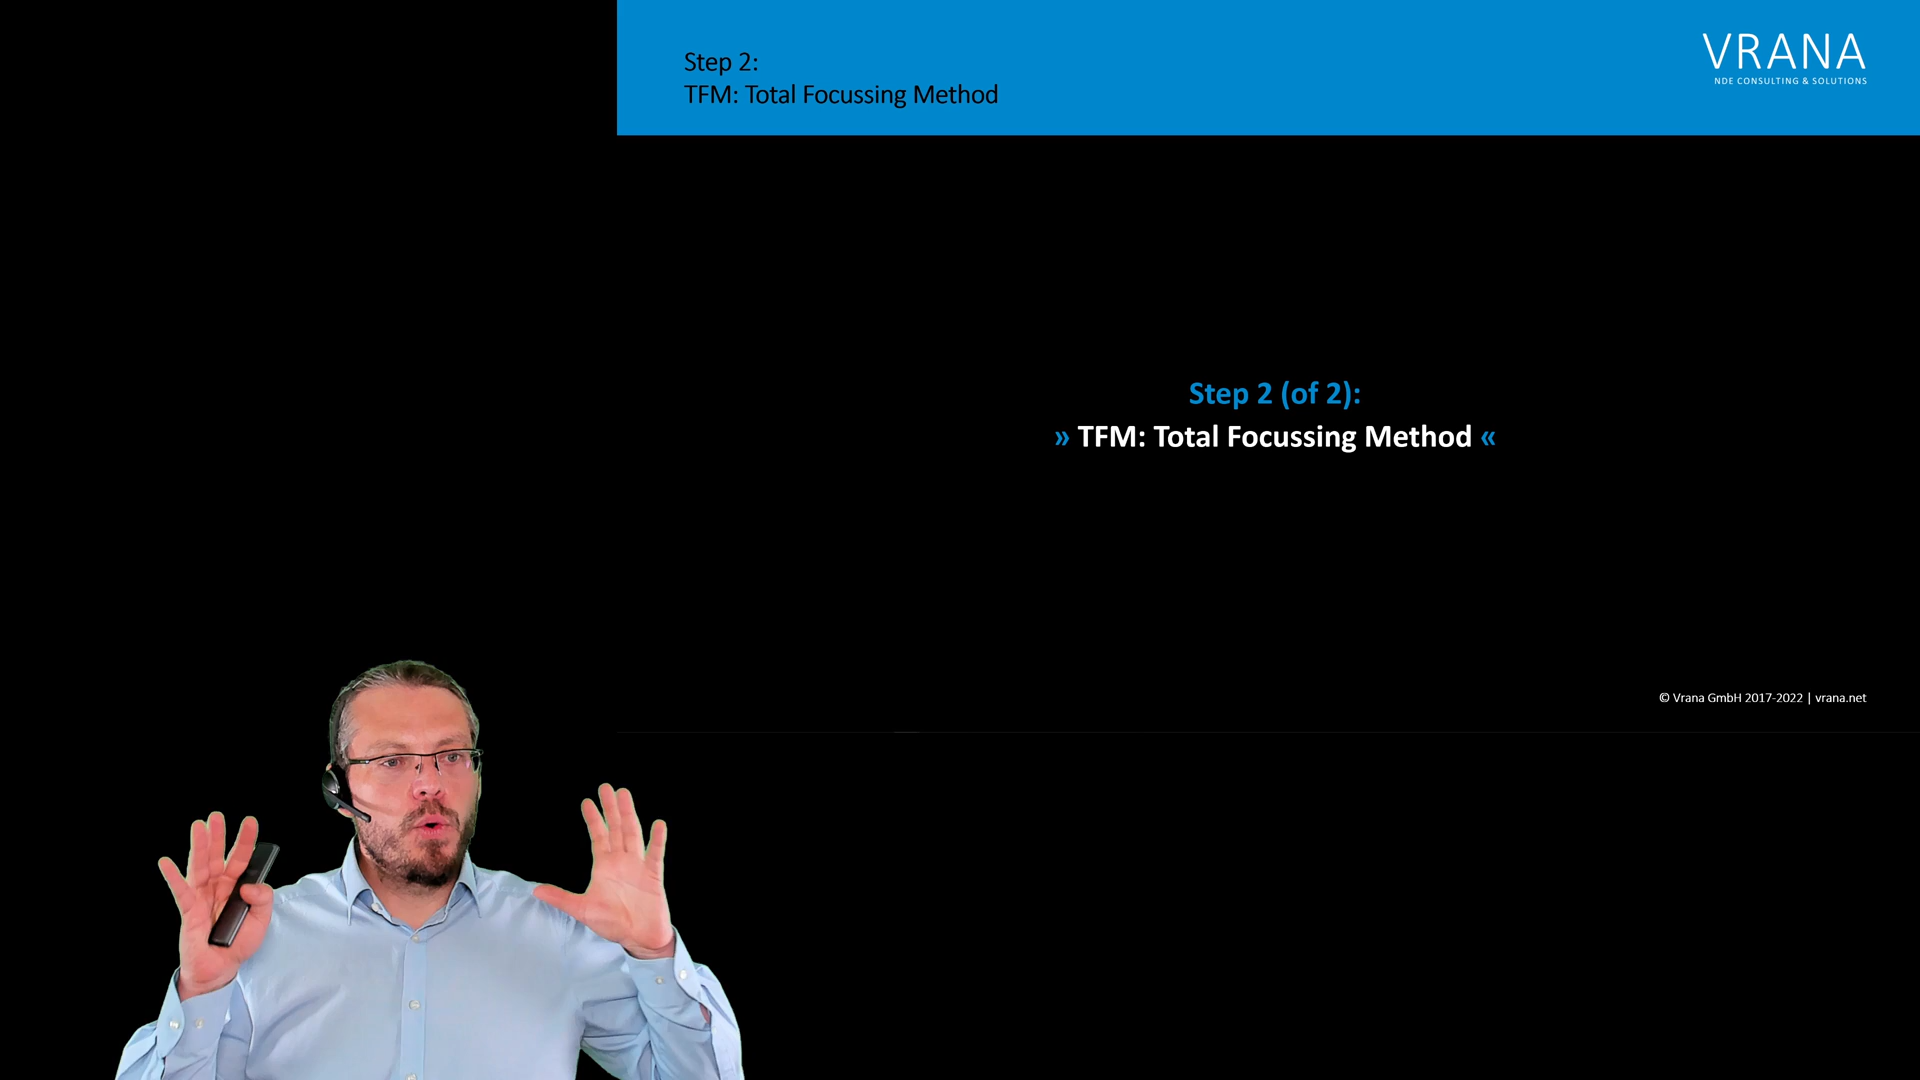 Step 2:
TFM: Total Focussing Method
VRANA
NDE CONSULTING & SOLUTIONS
Step 2 (of 2):
» TFM: Total Focussing Method «
© Vrana GmbH 2017-2022 | vrana.net